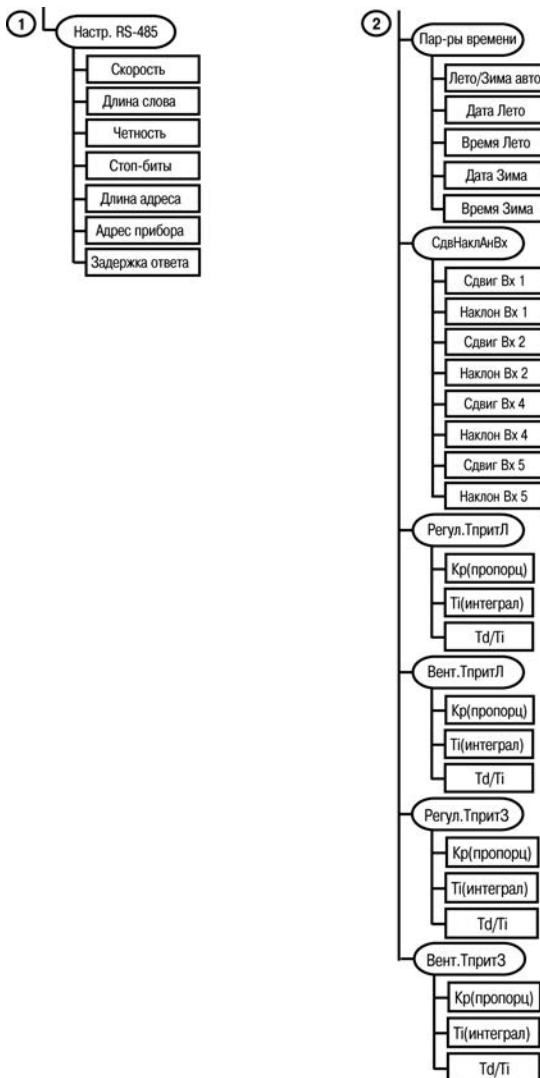 1
Настр. RS-485
Скорость
Длина слова
Четность
Стоп-биты
Длина адреса
Адрес прибора
Задержка ответа
2
Пар-ры времени
Лето/Зима авто
Дата Лето
Время Лето
Дата Зима
Время Зима
СдвНаклАнВх
Сдвиг Вх 1
Наклон Вх 1
Сдвиг Вх 2
Наклон Вх 2
Сдвиг Вх 4
Наклон Вх 4
Сдвиг Вх 5
Наклон Вх 5
Регул.ТпритЛ
Кр(пропорц)
Ti(интеграл)
Td/Ti
Вент.ТпритЛ
Кр(пропорц)
Ti(интеграл)
Td/Ti
Регул.ТпритЗ
Кр(пропорц)
Ti(интеграл)
Td/Ti
Вент.ТпритЗ
Кр(пропорц)
Ti(интеграл)
Td/Ti